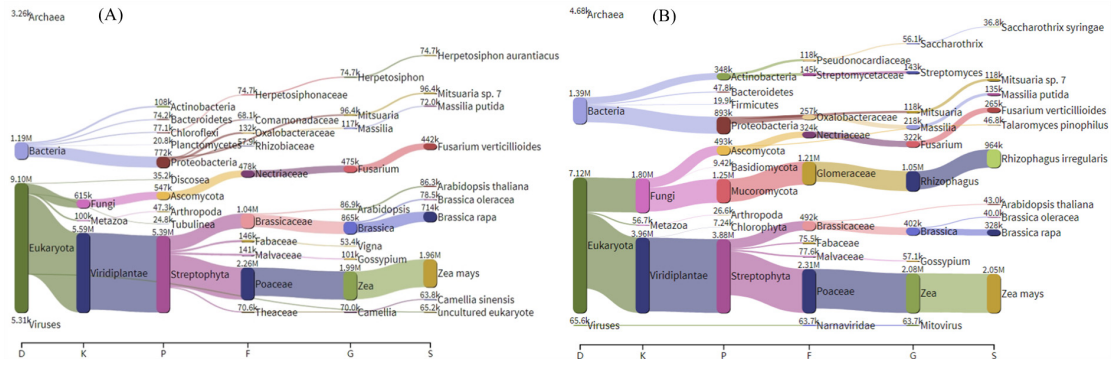 (A)
3.26k
Archaea
1.19M
Bacteria
9.10M
Eukaryota
5.31k
Viruses
615k
Fungi
100k
Metazoa
5.59M
Viridiplantae
108k
Actinobacteria
74.2k
Bacteroidetes
77.1k
Chloroflexi
20.8k
Planctomycetes
772k
Proteobacteria
35.2k
Discosea
547k
Ascomycota
47.3k
Arthropoda
24.8k
Tubulinea
5.39M
Streptophyta
74.7k
Herpetosiphonaceae
68.1k
Comamonadaceae
132k
Oxalobacteraceae
57.5k
Rhizobiaceae
478k
Nectriaceae
1.04M
Brassicaceae
146k
Fabaceae
141k
Malvaceae
2.26M
Poaceae
70.6k
Theaceae
74.7k
Herpetosiphon
96.4k
Mitsuaria
117k
Massilia
475k
Fusarium
86.9k
Arabidopsis
865k
Brassica
53.4k
Vigna
101k
Gossypium
1.99M
Zea
70.0k
Camellia
74.7k
Herpetosiphon aurantiacus
96.4k
Mitsuaria sp. 7
72.0k
Massilia putida
442k
Fusarium verticillioides
86.3k
Arabidopsis thaliana
78.5k
Brassica oleracea
714k
Brassica rapa
1.96M
Zea mays
63.8k
Camellia sinensis
65.2k
uncultured eukaryote
D K P F G S
(B)
4.68k
Archaea
1.39M
Bacteria
7.12M
Eukaryota
65.6k
Viruses
1.80M
Fungi
56.7k
Metazoa
3.96M
Viridiplantae
348k
Actinobacteria
47.8k
Bacteroidetes
19.9k
Firmicutes
893k
Proteobacteria
493k
Ascomycota
9.42k
Basidiomycota
1.25M
Mucoromycota
26.6k
Arthropoda
7.24k
Chlorophyta
3.88M
Streptophyta
118k
Pseudonocardiaceae
145k
Streptomycetaceae
257k
Oxalobacteraceae
324k
Nectriaceae
1.21M
Glomeraceae
492k
Brassicaceae
75.5k
Fabaceae
77.6k
Malvaceae
2.31M
Poaceae
63.7k
Narnaviridae
56.1k
Saccharothrix
143k
Streptomyces
118k
Mitsuaria
218k
Massilia
322k
Fusarium
1.05M
Rhizophagus
402k
Brassica
57.1k
Gossypium
2.08M
Zea
63.7k
Mitovirus
36.8k
Saccharothrix syringae
118k
Mitsuaria sp. 7
135k
Massilia putida
265k
Fusarium verticillioides
46.8k
Talaromyces pinophilus
964k
Rhizophagus irregularis
43.0k
Arabidopsis thaliana
40.0k
Brassica oleracea
328k
Brassica rapa
2.05M
Zea mays
D K P F G S